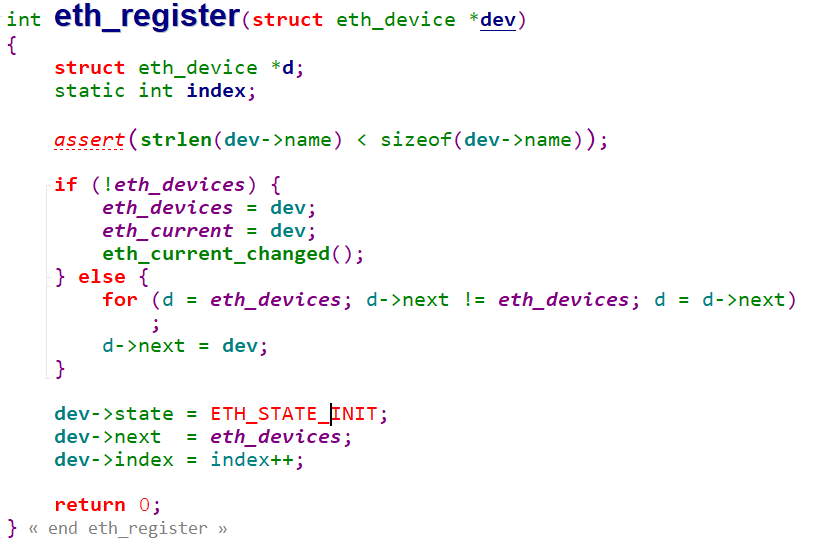 int eth_register(struct eth_device *dev)
{
    struct eth_device *d;
    static int index;

    assert(strlen(dev->name) < sizeof(dev->name));

    if (!eth_devices) {
        eth_devices = dev;
        eth_current = dev;
        eth_current_changed();
    } else {
        for (d = eth_devices; d->next != eth_devices; d = d->next)
            ;
        d->next = dev;
    }

    dev->state = ETH_STATE_INIT;
    dev->next  = eth_devices;
    dev->index = index++;

    return 0;
} « end eth_register »